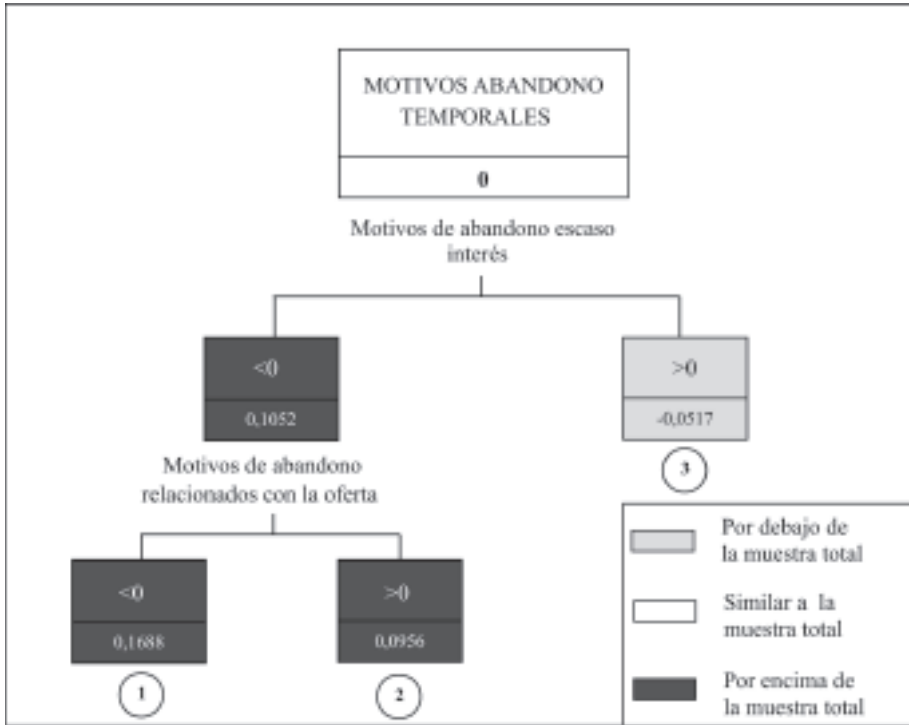 MOTIVOS ABANDONO
TEMPORALES
0
Motivos de abandono escaso
interés
<0
0,1052
>0
-0,0517
3
Motivos de abandono
relacionados con la oferta
<0
0,1688
1
>0
0,0956
2
Por debajo de
la muestra total
Similar a la
muestra total
Por encima de
la muestra total